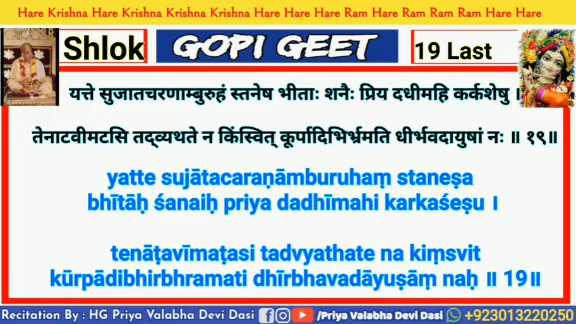 Hare Krishna Hare Krishna Krishna Krishna Hare Hare Hare Ram Hare Ram Ram Ram Hare Hare
Shlok GOPI GEET 19 Last
यत्ते सुजातचरणाम्बुरुहं स्तनेष भीताः शनैः प्रिय दधीमहि कर्कशेषु ।
तेनाटवीमटसि तद्व्यथते न किंस्वित् कूर्पादिभिर्भ्रमति धीर्भवदायुषां नः ॥ १९॥
yatte sujātacaraṇāmburuhaṃ staneṣa
bhītāḥ śanaiḥ priya dadhīmahi karkaśeṣu ।
tenāṭavīmaṭasi tadvyathate na kiṃsvit
kūrpādibhirbhramati dhīrbhavadāyuṣāṃ naḥ ॥ 19॥
Recitation By : HG Priya Valabha Devi Dasi /Priya Valabha Devi Dasi +923013220250